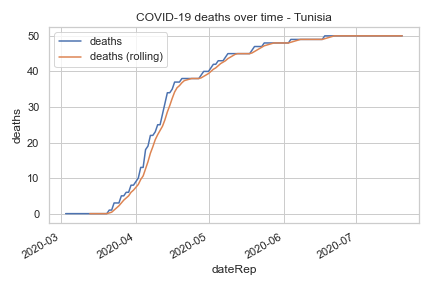 COVID-19 deaths over time - Tunisia
deaths
deaths (rolling)
50
40
30
20
10
0
deaths
2020-03
2020-04
2020-05
2020-06
2020-07
dateRep